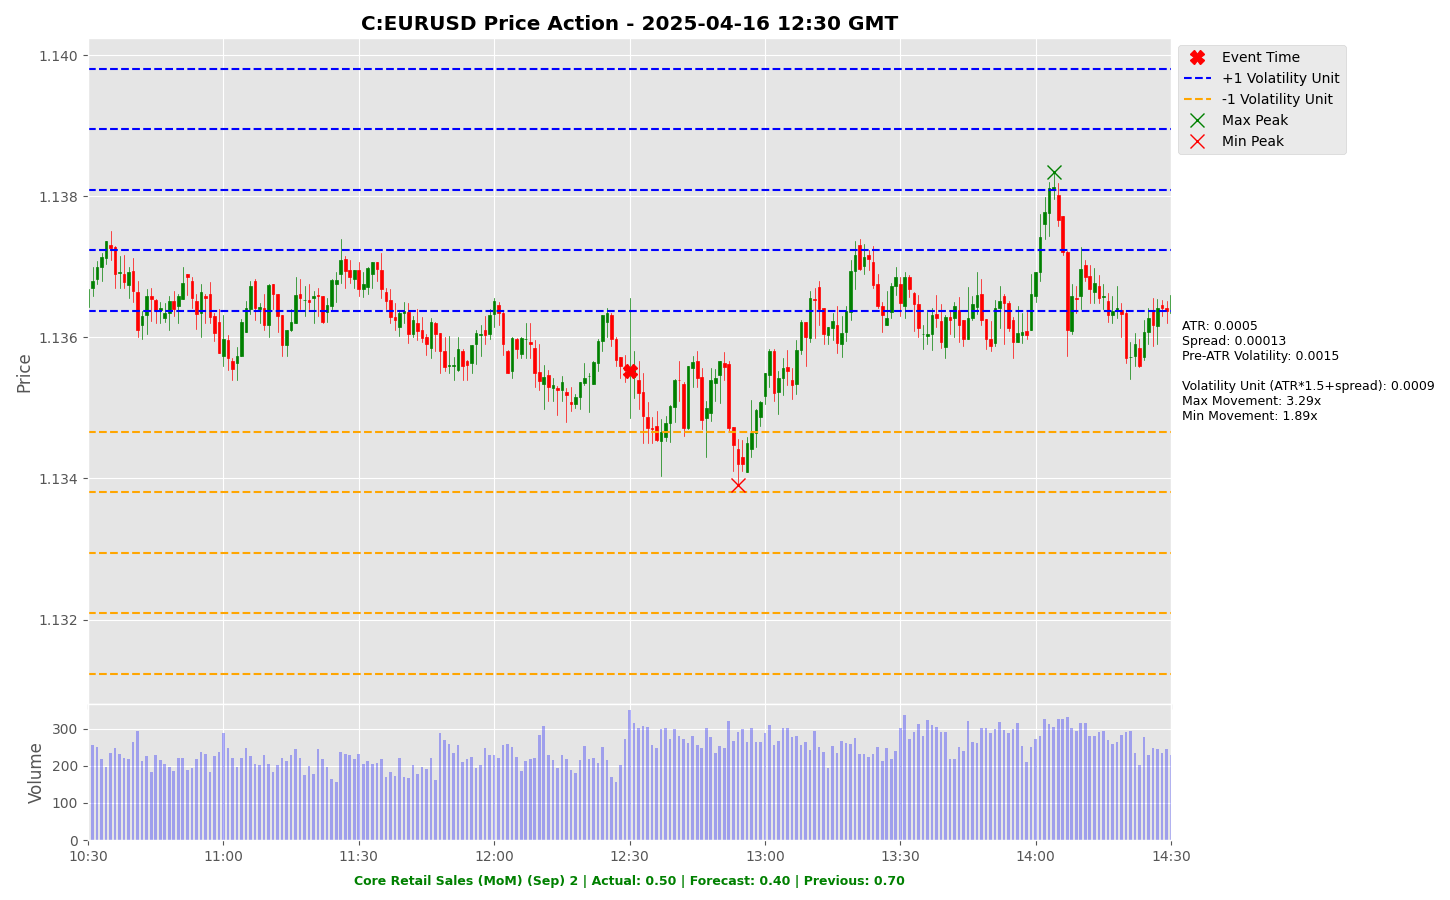 C:EURUSD Price Action - 2025-04-16 12:30 GMT
Event Time
+1 Volatility Unit
-1 Volatility Unit
Max Peak
Min Peak
Price
1.140
1.138
1.136
1.134
1.132
ATR: 0.0005
Spread: 0.00013
Pre-ATR Volatility: 0.0015
Volatility Unit (ATR*1.5+spread): 0.0009
Max Movement: 3.29x
Min Movement: 1.89x
Volume
300
200
100
0
10:30 11:00 11:30 12:00 12:30 13:00 13:30 14:00 14:30
Core Retail Sales (MoM) (Sep) 2 | Actual: 0.50 | Forecast: 0.40 | Previous: 0.70